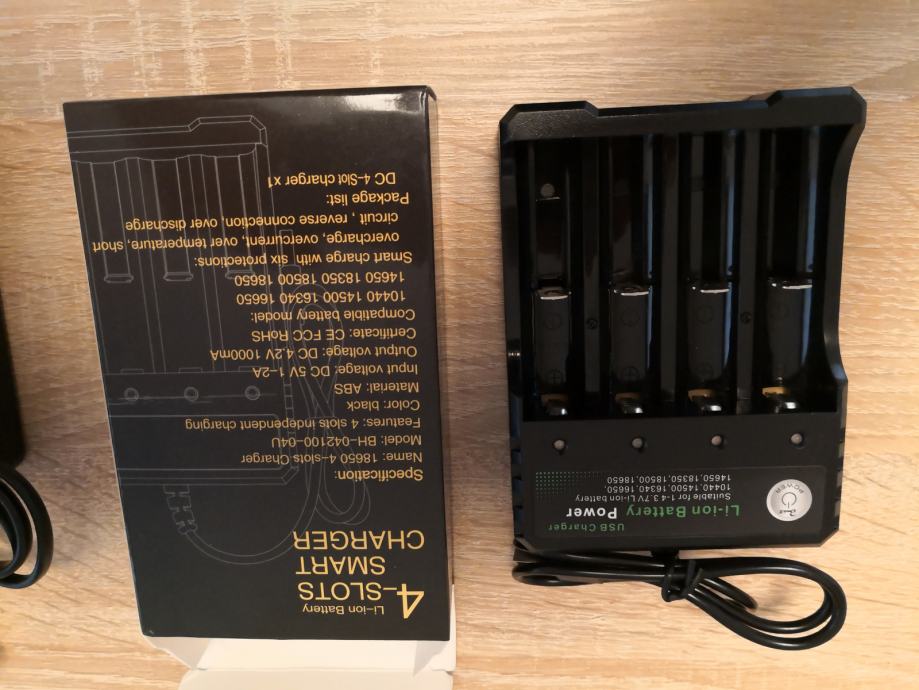 Li-ion Battery
4-SLOTS
SMART
CHARGER
Specification:
Name: 18650 4-slots Charger
Model: BH-042100-04U
Features: 4 slots independent charging
Color: black
Material: ABS
Input voltage: DC 5V 1-2A
Output voltage: DC 4.2V 1000mA
Certificate: CE FCC RoHS
Compatible battery model:
10440 14500 16340 16650
14650 18350 18500 18650
Smart charge with six protections:
overcharge, overcurrent, over temperature, short
circuit , reverse connection, over discharge
Package list:
DC 4-Slot charger x1
USB Charger
Li-ion Battery Power
Suitable for 1-4 3.7V Li-ion battery
10440,14500,16340,16650,
14650,18350,18500,18650
POWER